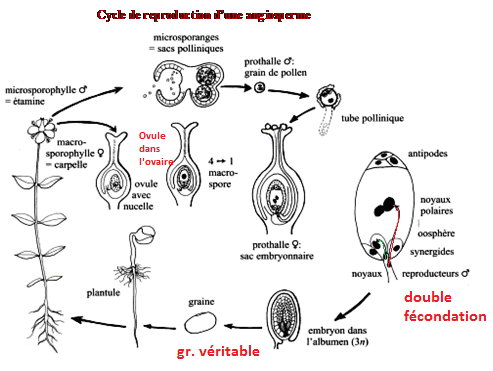 Cycle de reproduction d'une angiosperme
microsporanges
= sacs polliniques
prothalle ♂:
grain de pollen
microsporophylle ♂
= étamine
tube pollinique
macro-
sporophylle ♀
= carpelle
Ovule
dans
l'ovaire
4 → 1
macro-
spore
ovule
avec
nucelle
antipodes
noyaux
polaires
oosphère
synergides
prothalle ♀:
sac embryonnaire
noyaux
reproducteurs ♂
double
fécondation
plantule
graine
embryon dans
l'albumen (3n)
gr. véritable